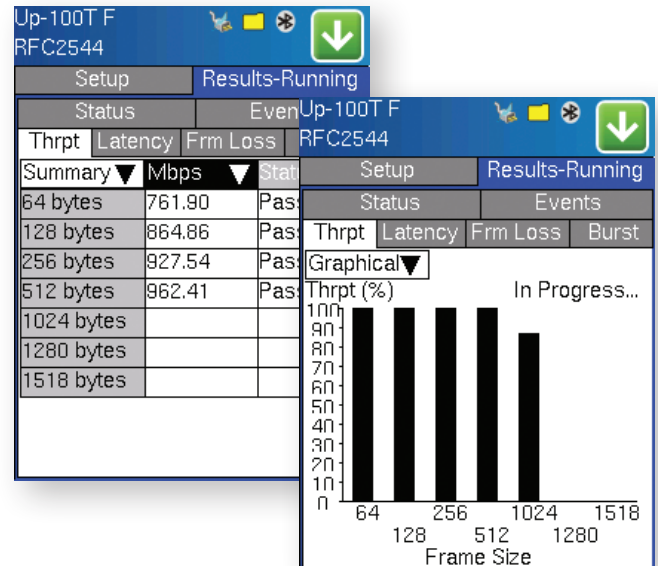 Up-100T F
RFC2544
Setup Results-Running
Status Even
Thrpt Latency Frm Loss
Summary Mbps Stat
64 bytes 761.90 Pass
128 bytes 864.86 Pass
256 bytes 927.54 Pass
512 bytes 962.41 Pass
1024 bytes
1280 bytes
1518 bytes
Up-100T F
RFC2544
Setup Results-Running
Status Events
Thrpt Latency Frm Loss Burst
Graphical
Thrpt (%) In Progress...
100
90
80
70
60
50
40
30
20
10
0
64 256 1024 1518
128 512 1280
Frame Size